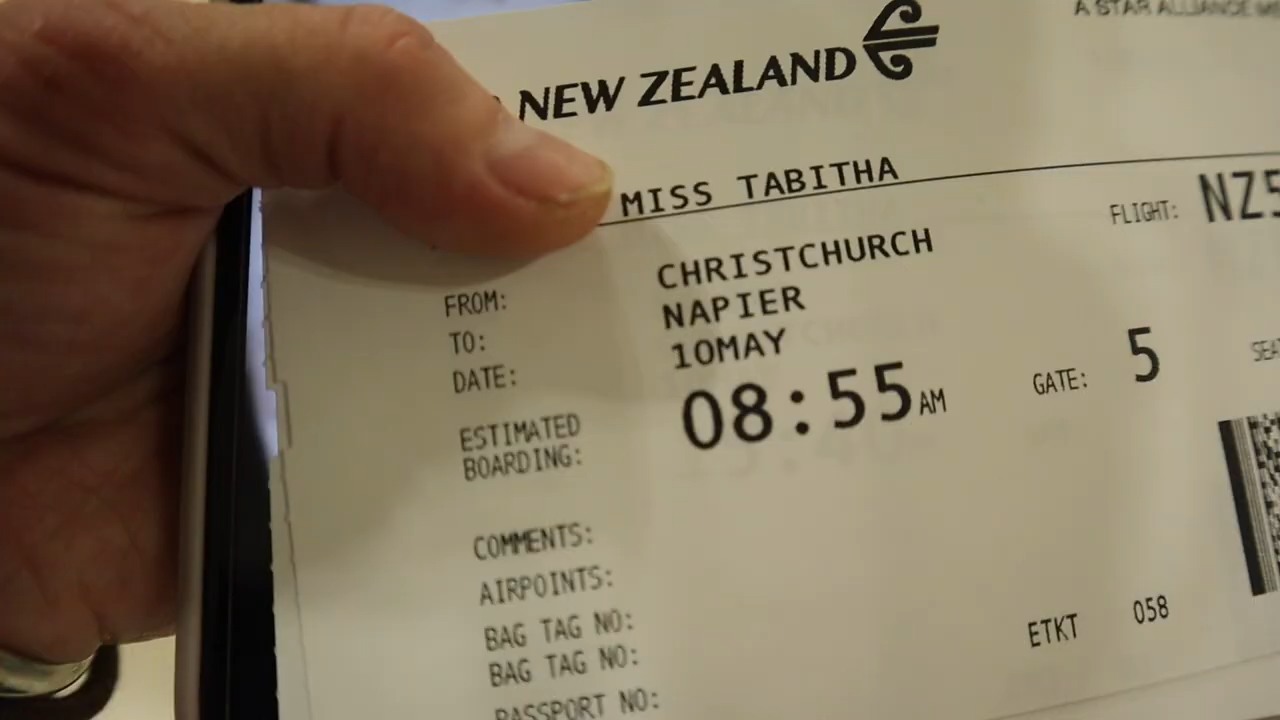 A STAR ALLIANCE
NEW ZEALAND
MISS TABITHA
FLIGHT: NZ5
FROM: CHRISTCHURCH
TO: NAPIER
DATE: 10MAY
ESTIMATED BOARDING: 08:55AM
GATE: 5
COMMENTS:
AIRPOINTS:
BAG TAG NO:
BAG TAG NO:
ETKT 058
PASSPORT NO: